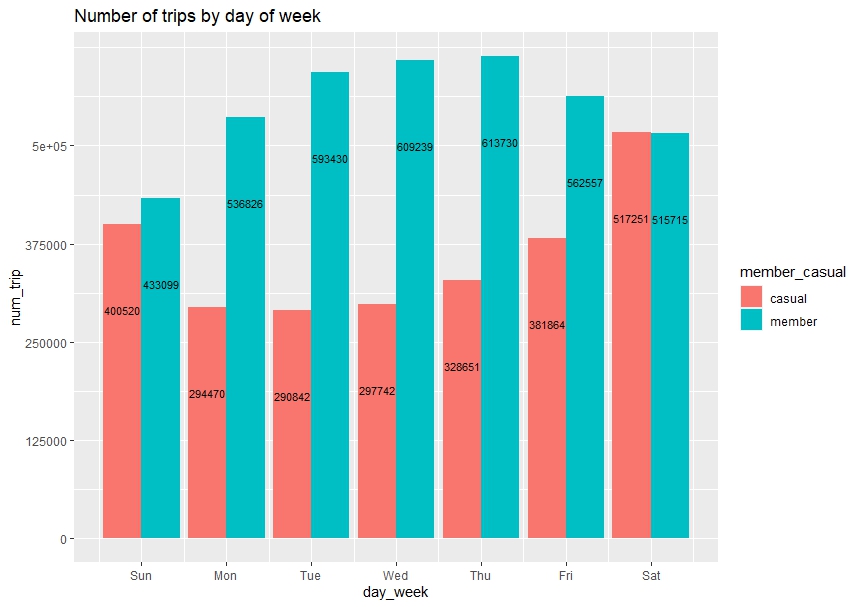 Number of trips by day of week
num_trip
5e+05
375000
250000
125000
0
400520
433099
294470
536826
290842
593430
297742
609239
328651
613730
381864
562557
517251
515715
Sun Mon Tue Wed Thu Fri Sat
day_week
member_casual
casual
member